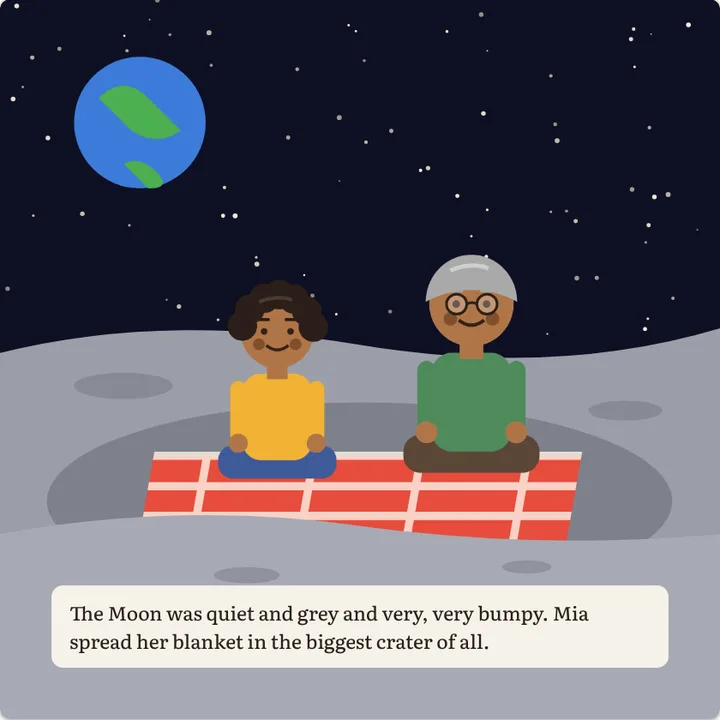 The Moon was quiet and grey and very, very bumpy. Mia
spread her blanket in the biggest crater of all.